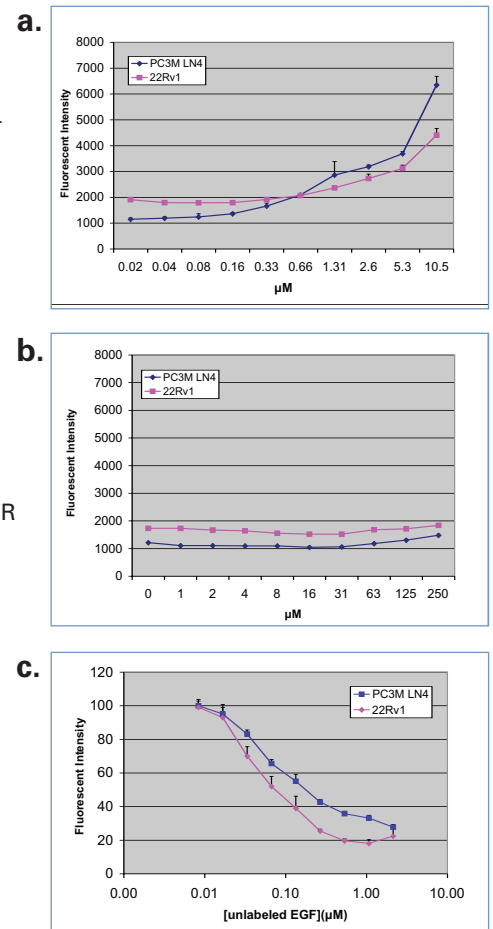 a.
8000
7000
6000
5000
4000
3000
2000
1000
0
Fluorescent Intensity
PC3M LN4
22Rv1
0.02 0.04 0.08 0.16 0.33 0.66 1.31 2.6 5.3 10.5
µM
b.
8000
7000
6000
5000
4000
3000
2000
1000
0
Fluorescent Intensity
PC3M LN4
22Rv1
0 1 2 4 8 16 31 63 125 250
µM
R
c.
120
100
80
60
40
20
0
Fluorescent Intensity
PC3M LN4
22Rv1
0.00 0.01 0.10 1.00 10.00
[unlabeled EGF](µM)